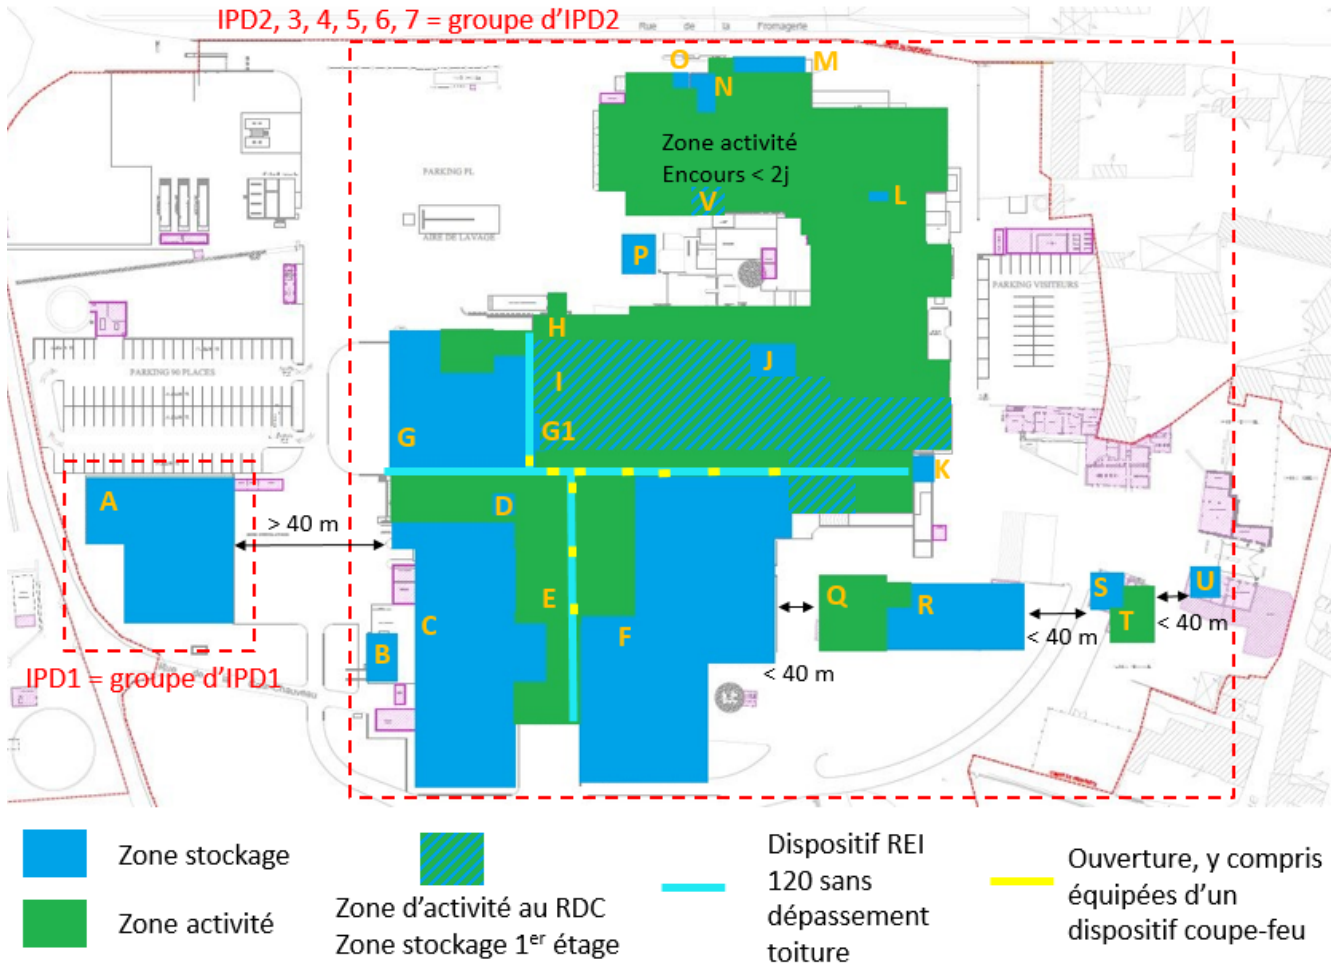 IPD2, 3, 4, 5, 6, 7 = groupe d’IPD2
Rue de la Fromagerie
O
M
N
Zone activité
Encours < 2j
PARKING PL
V
L
AIRE DE LAVAGE
P
PARKING VISITEURS
H
J
PARKING 90 PLACES
I
G
G1
K
A
D
> 40 m
S
U
Q
R
E
C
F
T
< 40 m
< 40 m
B
< 40 m
IPD1 = groupe d’IPD1
Chauveau
Zone stockage
Zone activité
Zone d’activité au RDC
Zone stockage 1er étage
Dispositif REI
120 sans
dépassement
toiture
Ouverture, y compris
équipées d’un
dispositif coupe-feu